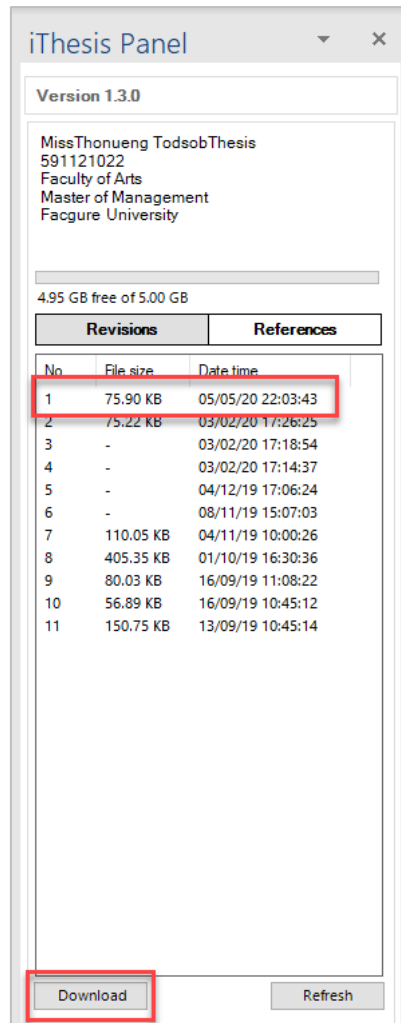 iThesis Panel
Version 1.3.0
MissThonueng TodsobThesis
591121022
Faculty of Arts
Master of Management
Facgure University
4.95 GB free of 5.00 GB
Revisions References
No File size Date time
1 75.90 KB 05/05/20 22:03:43
2 75.22 KB 03/02/20 17:26:25
3 - 03/02/20 17:18:54
4 - 03/02/20 17:14:37
5 - 04/12/19 17:06:24
6 - 08/11/19 15:07:03
7 110.05 KB 04/11/19 10:00:26
8 405.35 KB 01/10/19 16:30:36
9 80.03 KB 16/09/19 11:08:22
10 56.89 KB 16/09/19 10:45:12
11 150.75 KB 13/09/19 10:45:14
Download Refresh